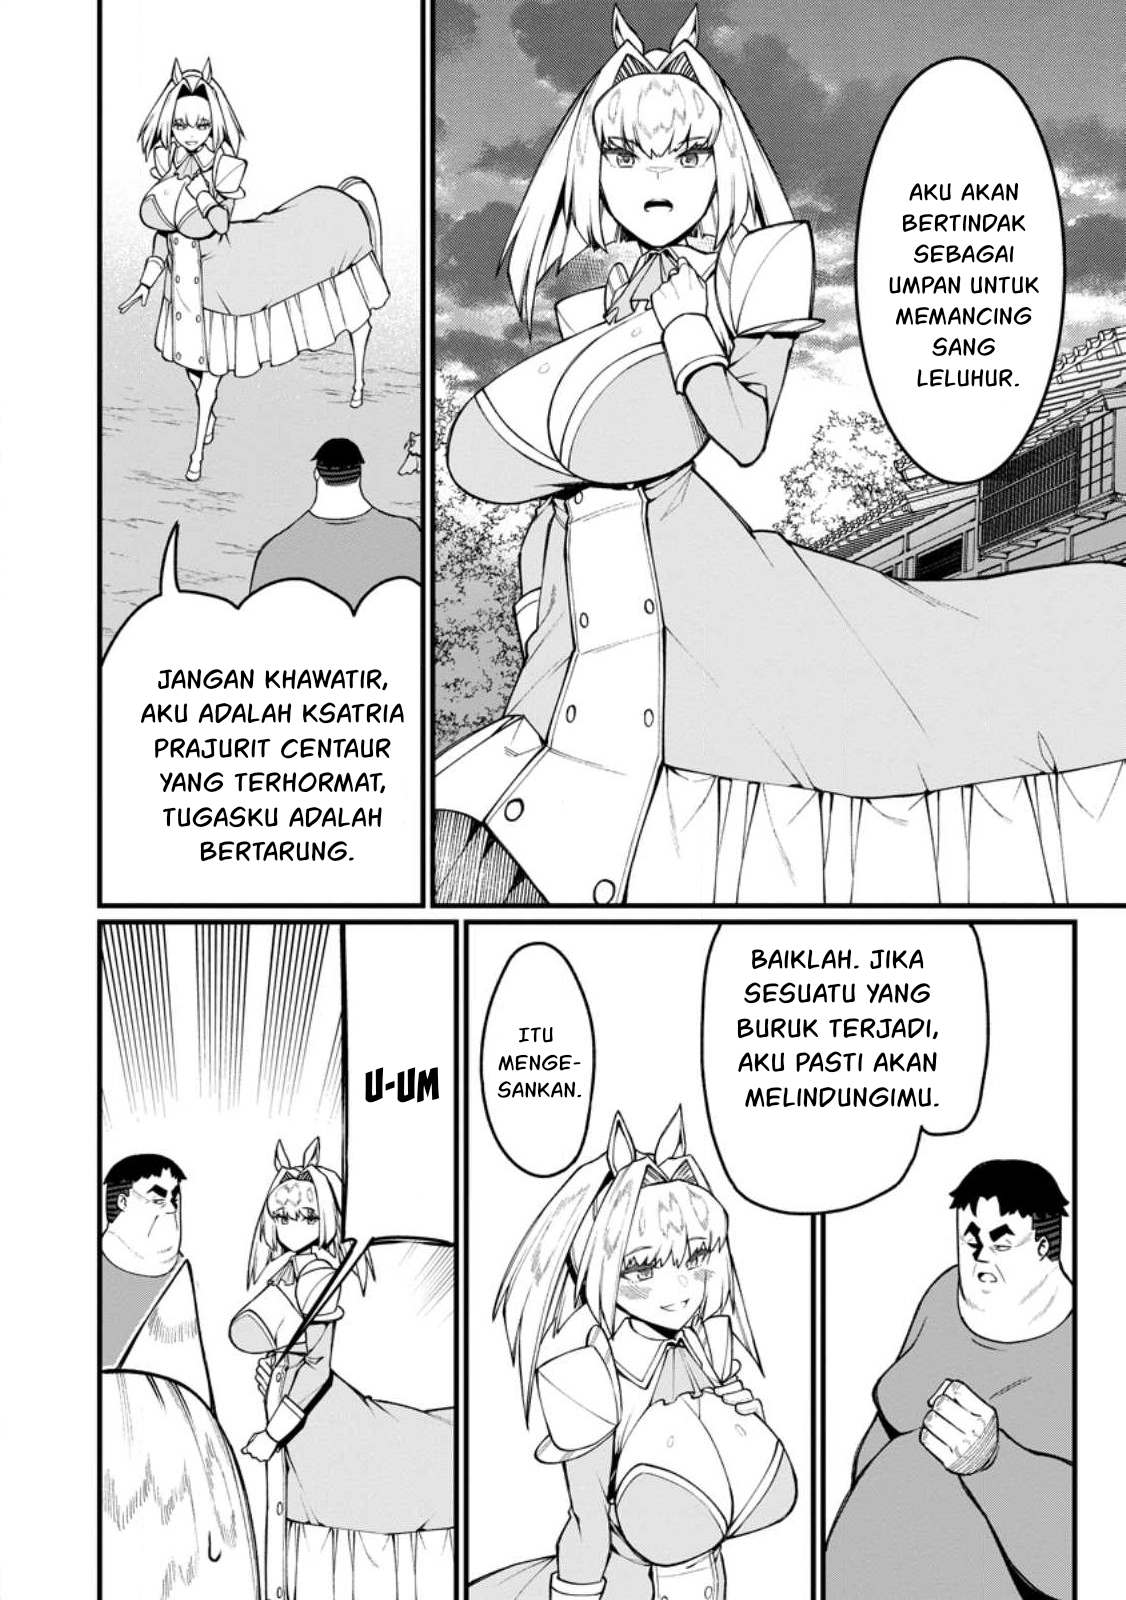 AKU AKAN
BERTINDAK
SEBAGAI
UMPAN UNTUK
MEMANCING
SANG
LELUHUR.
JANGAN KHAWATIR,
AKU ADALAH KSATRIA
PRAJURIT CENTAUR
YANG TERHORMAT,
TUGASKU ADALAH
BERTARUNG.
BAIKLAH. JIKA
SESUATU YANG
BURUK TERJADI,
AKU PASTI AKAN
MELINDUNGIMU.
ITU
MENGE-
SANKAN.
U-UM